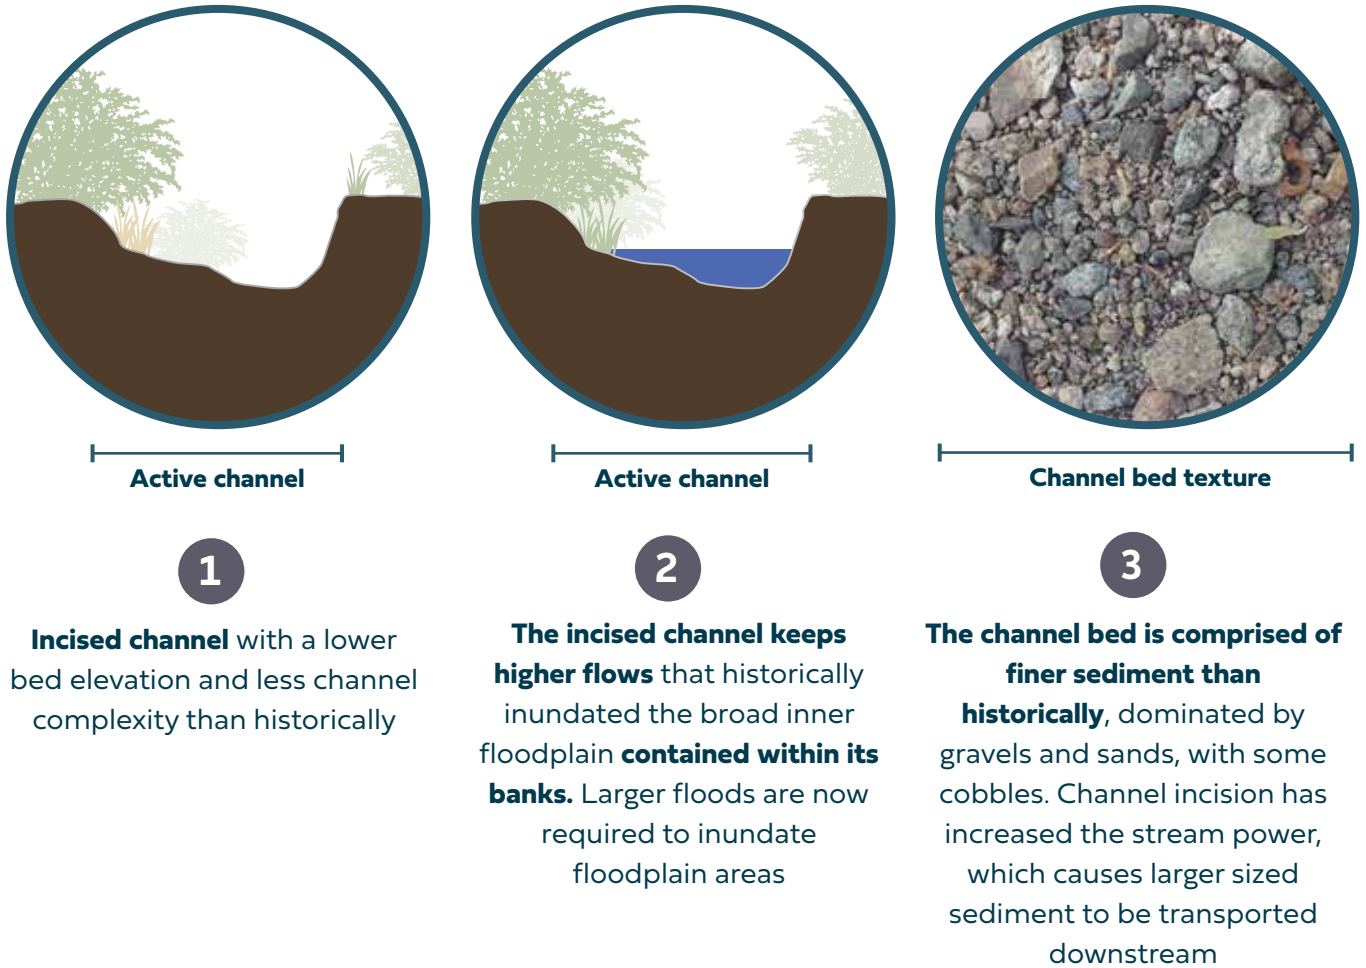 Active channel
Active channel
Channel bed texture
1
Incised channel with a lower
bed elevation and less channel
complexity than historically
2
The incised channel keeps
higher flows that historically
inundated the broad inner
floodplain contained within its
banks. Larger floods are now
required to inundate
floodplain areas
3
The channel bed is comprised of
finer sediment than
historically, dominated by
gravels and sands, with some
cobbles. Channel incision has
increased the stream power,
which causes larger sized
sediment to be transported
downstream